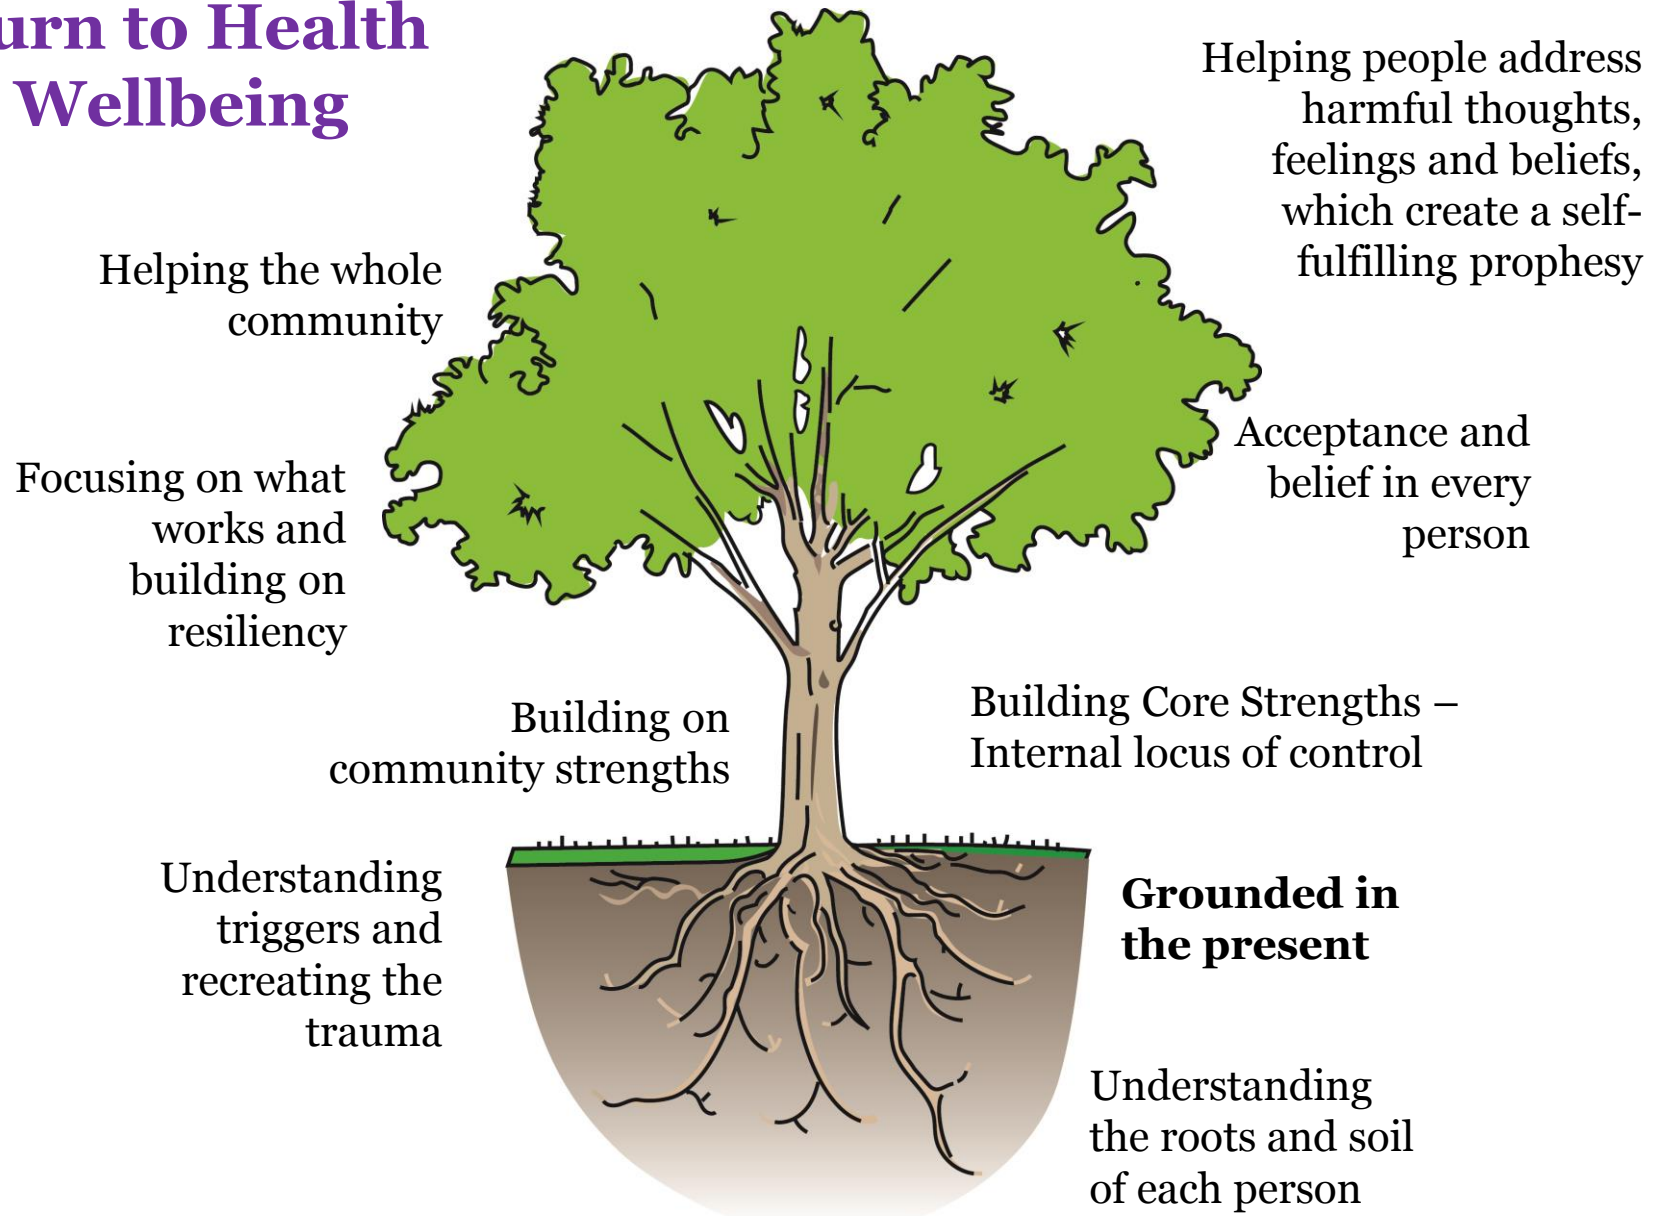 urn to Health
Wellbeing
Helping people address
harmful thoughts,
feelings and beliefs,
which create a self-
fulfilling prophesy
Helping the whole
community
Acceptance and
belief in every
person
Focusing on what
works and
building on
resiliency
Building on
community strengths
Building Core Strengths –
Internal locus of control
Understanding
triggers and
recreating the
trauma
Grounded in
the present
Understanding
the roots and soil
of each person